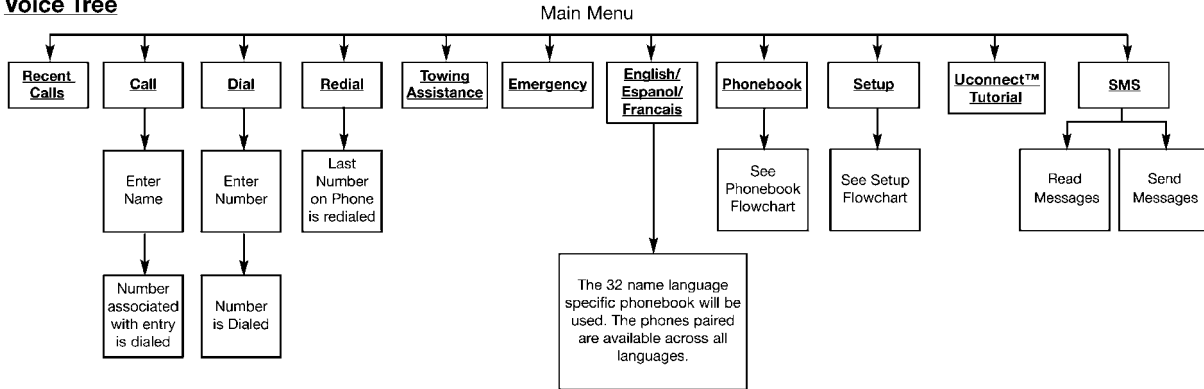 Voice Tree
Main Menu
Recent
Calls
Call
Dial
Redial
Towing
Assistance
Emergency
English/
Espanol/
Francais
Phonebook
Setup
Uconnect™
Tutorial
SMS
Enter
Name
Enter
Number
Last
Number
on Phone
is redialed
See
Phonebook
Flowchart
See Setup
Flowchart
Read
Messages
Send
Messages
Number
associated
with entry
is dialed
Number
is Dialed
The 32 name language
specific phonebook will be
used. The phones paired
are available across all
languages.